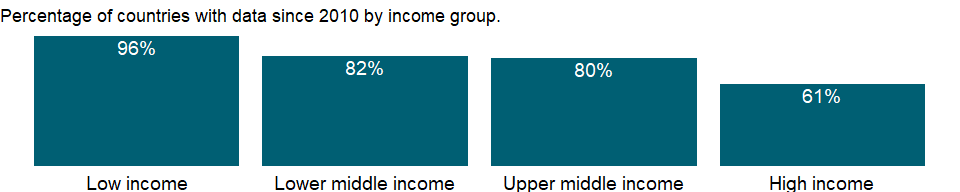 Percentage of countries with data since 2010 by income group.
96%
82%
80%
61%
Low income
Lower middle income
Upper middle income
High income